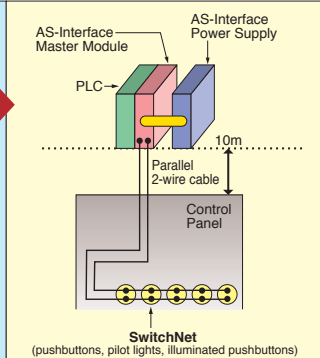 AS-Interface
Master Module
AS-Interface
Power Supply
PLC
10m
Parallel
2-wire cable
Control
Panel
SwitchNet
(pushbuttons, pilot lights, illuminated pushbuttons)